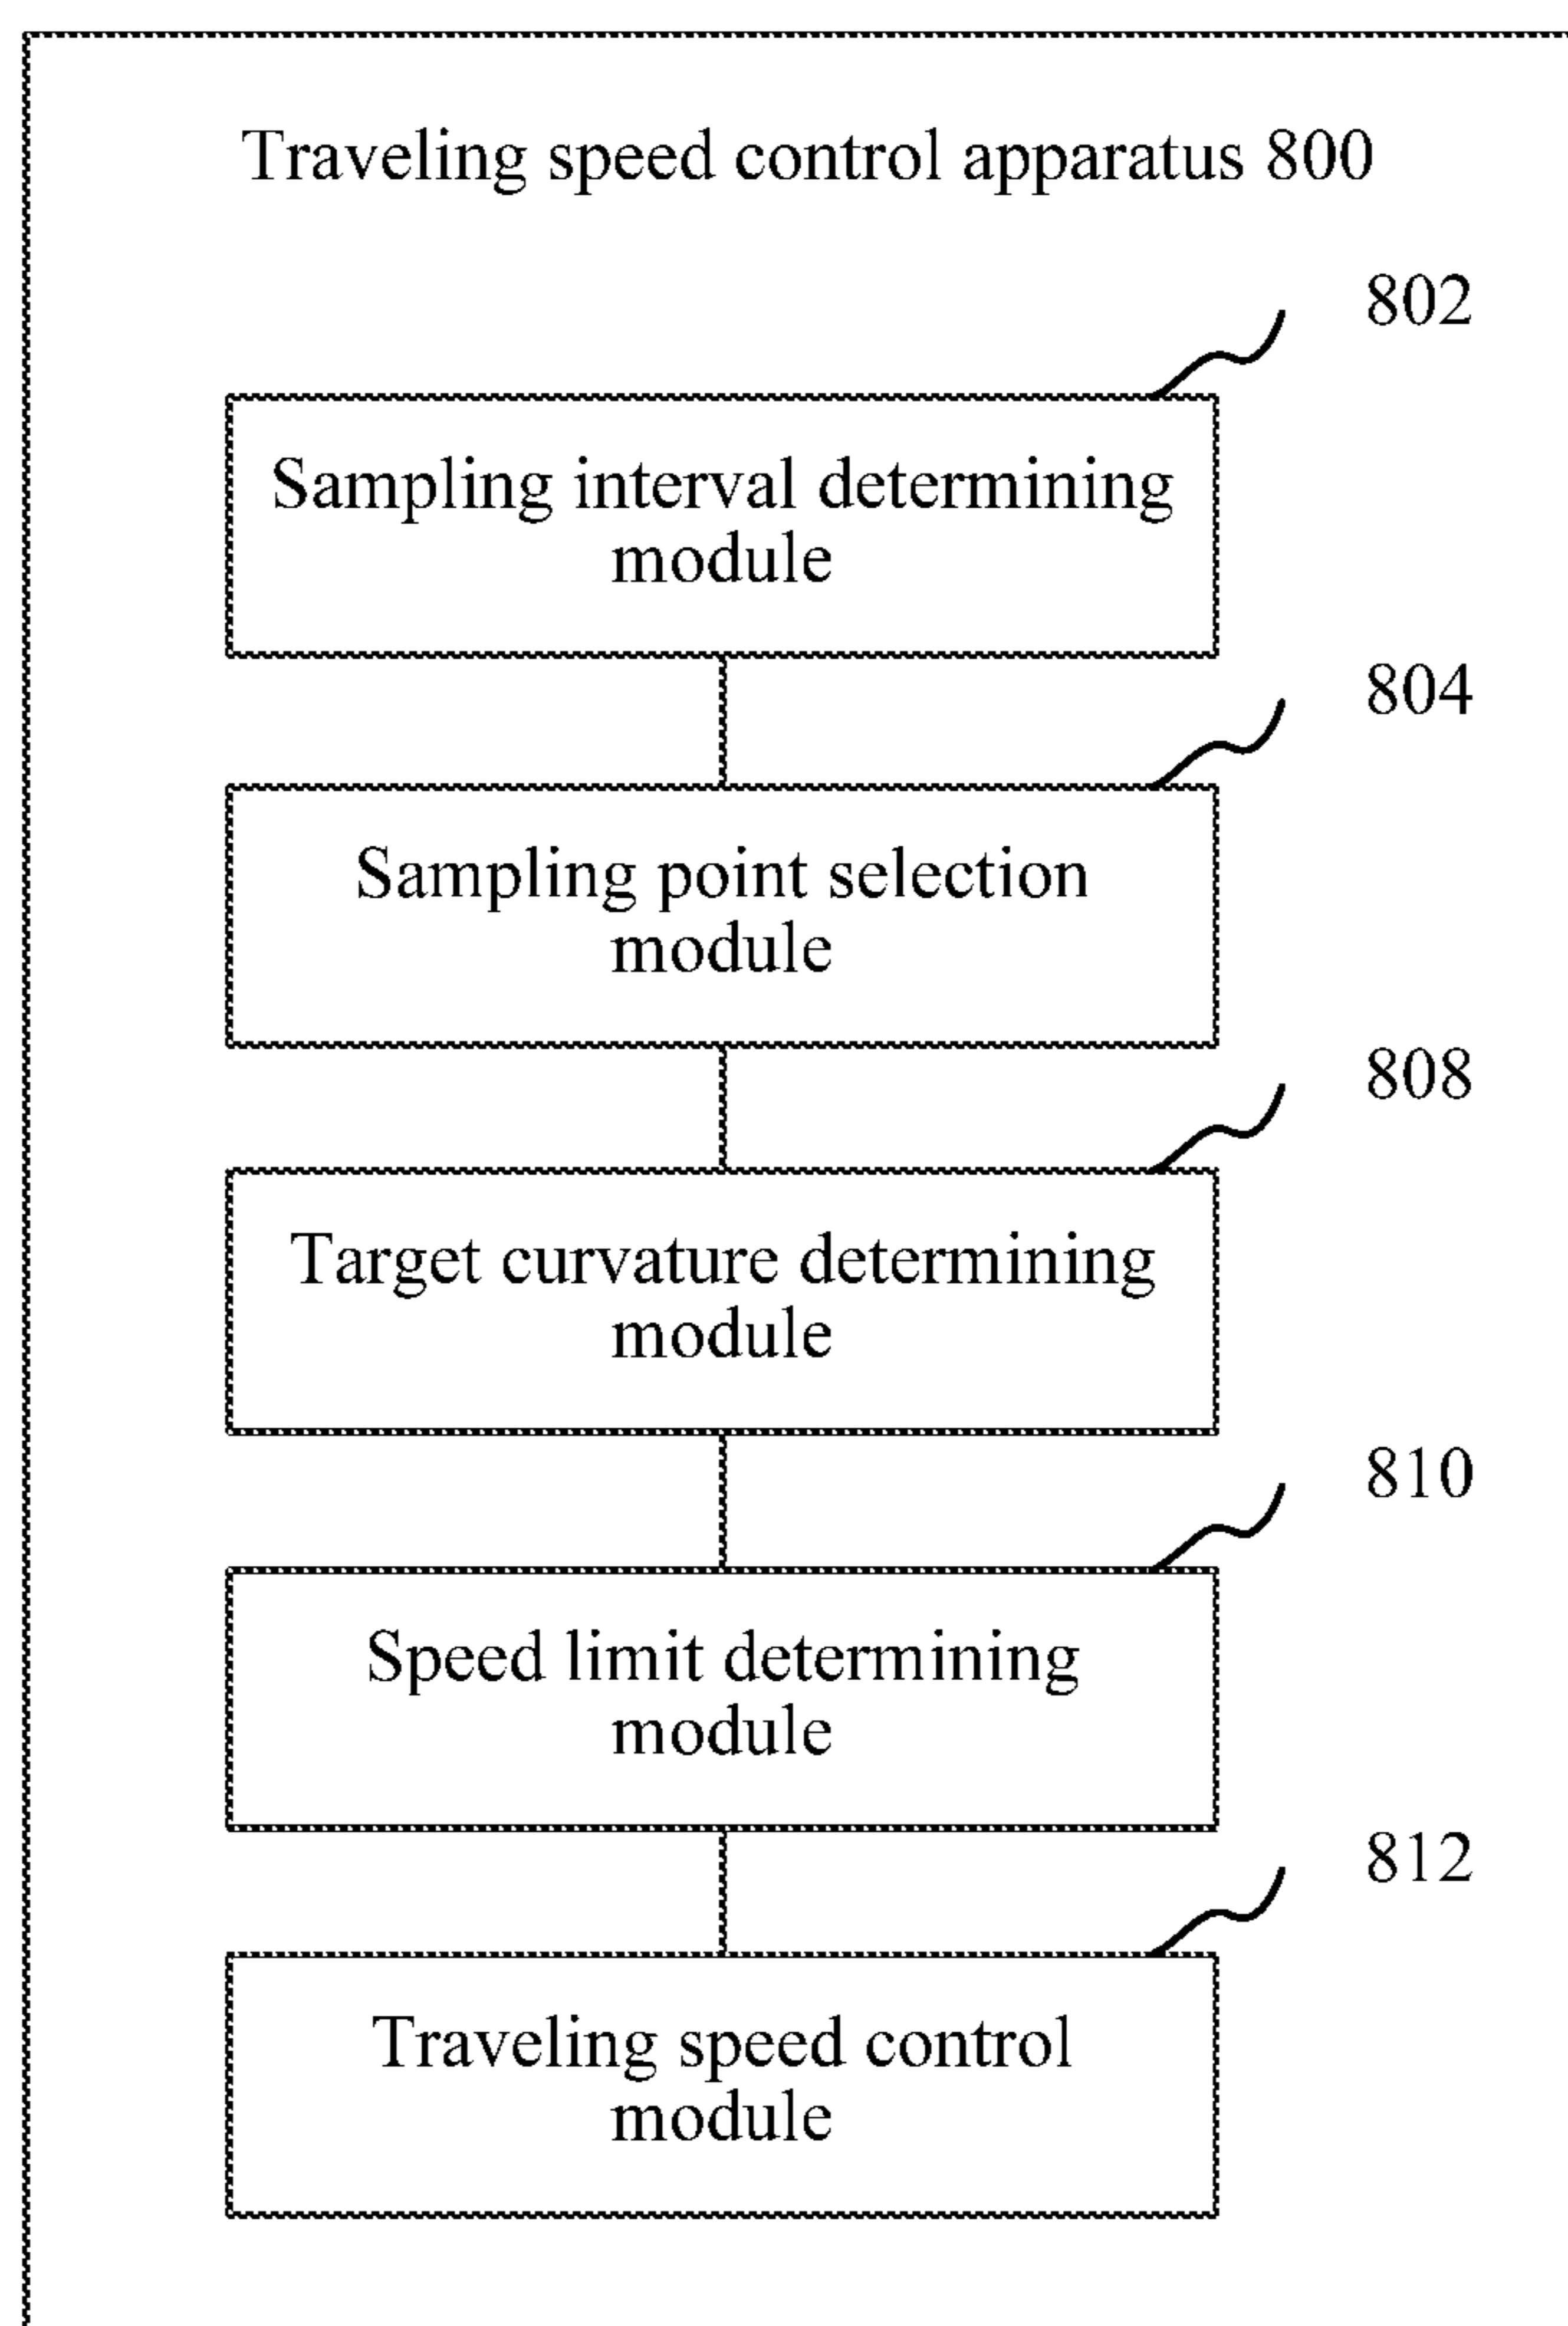 Traveling speed control apparatus 800
802
Sampling interval determining
module
804
Sampling point selection
module
808
Target curvature determining
module
810
Speed limit determining
module
812
Traveling speed control
module